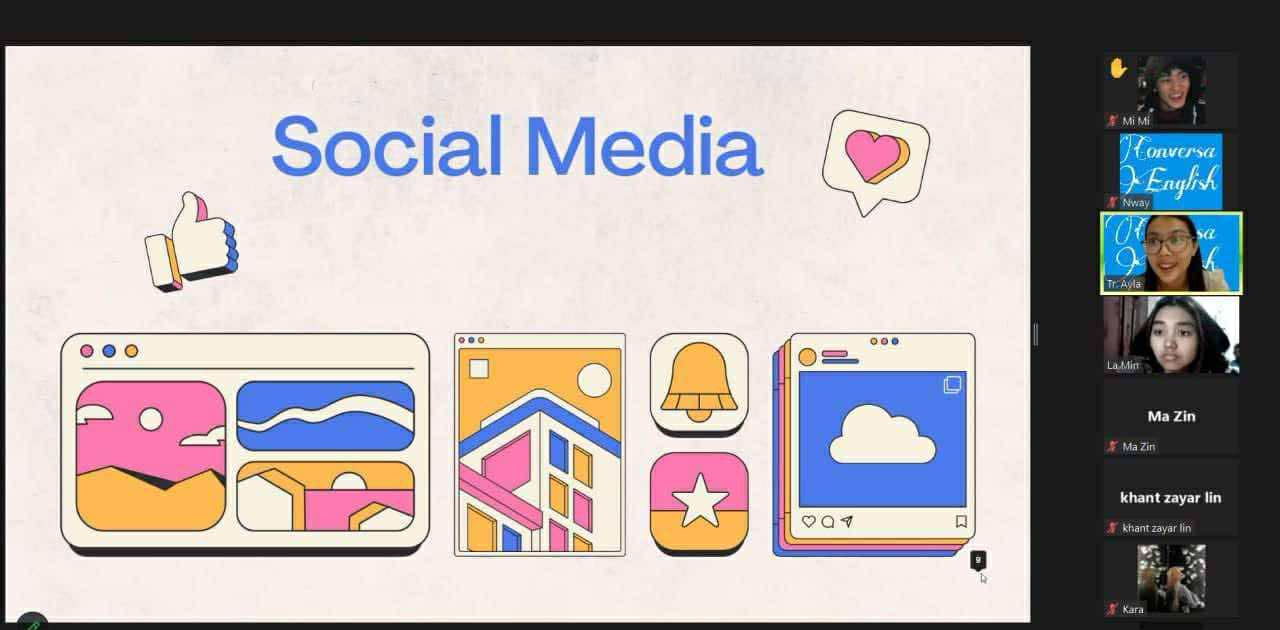 Social Media
Mi Mi
Conversa
English
Nway
Tr. Ayla
La Min
Ma Zin
Ma Zin
khant zayar lin
khant zayar lin
Kara